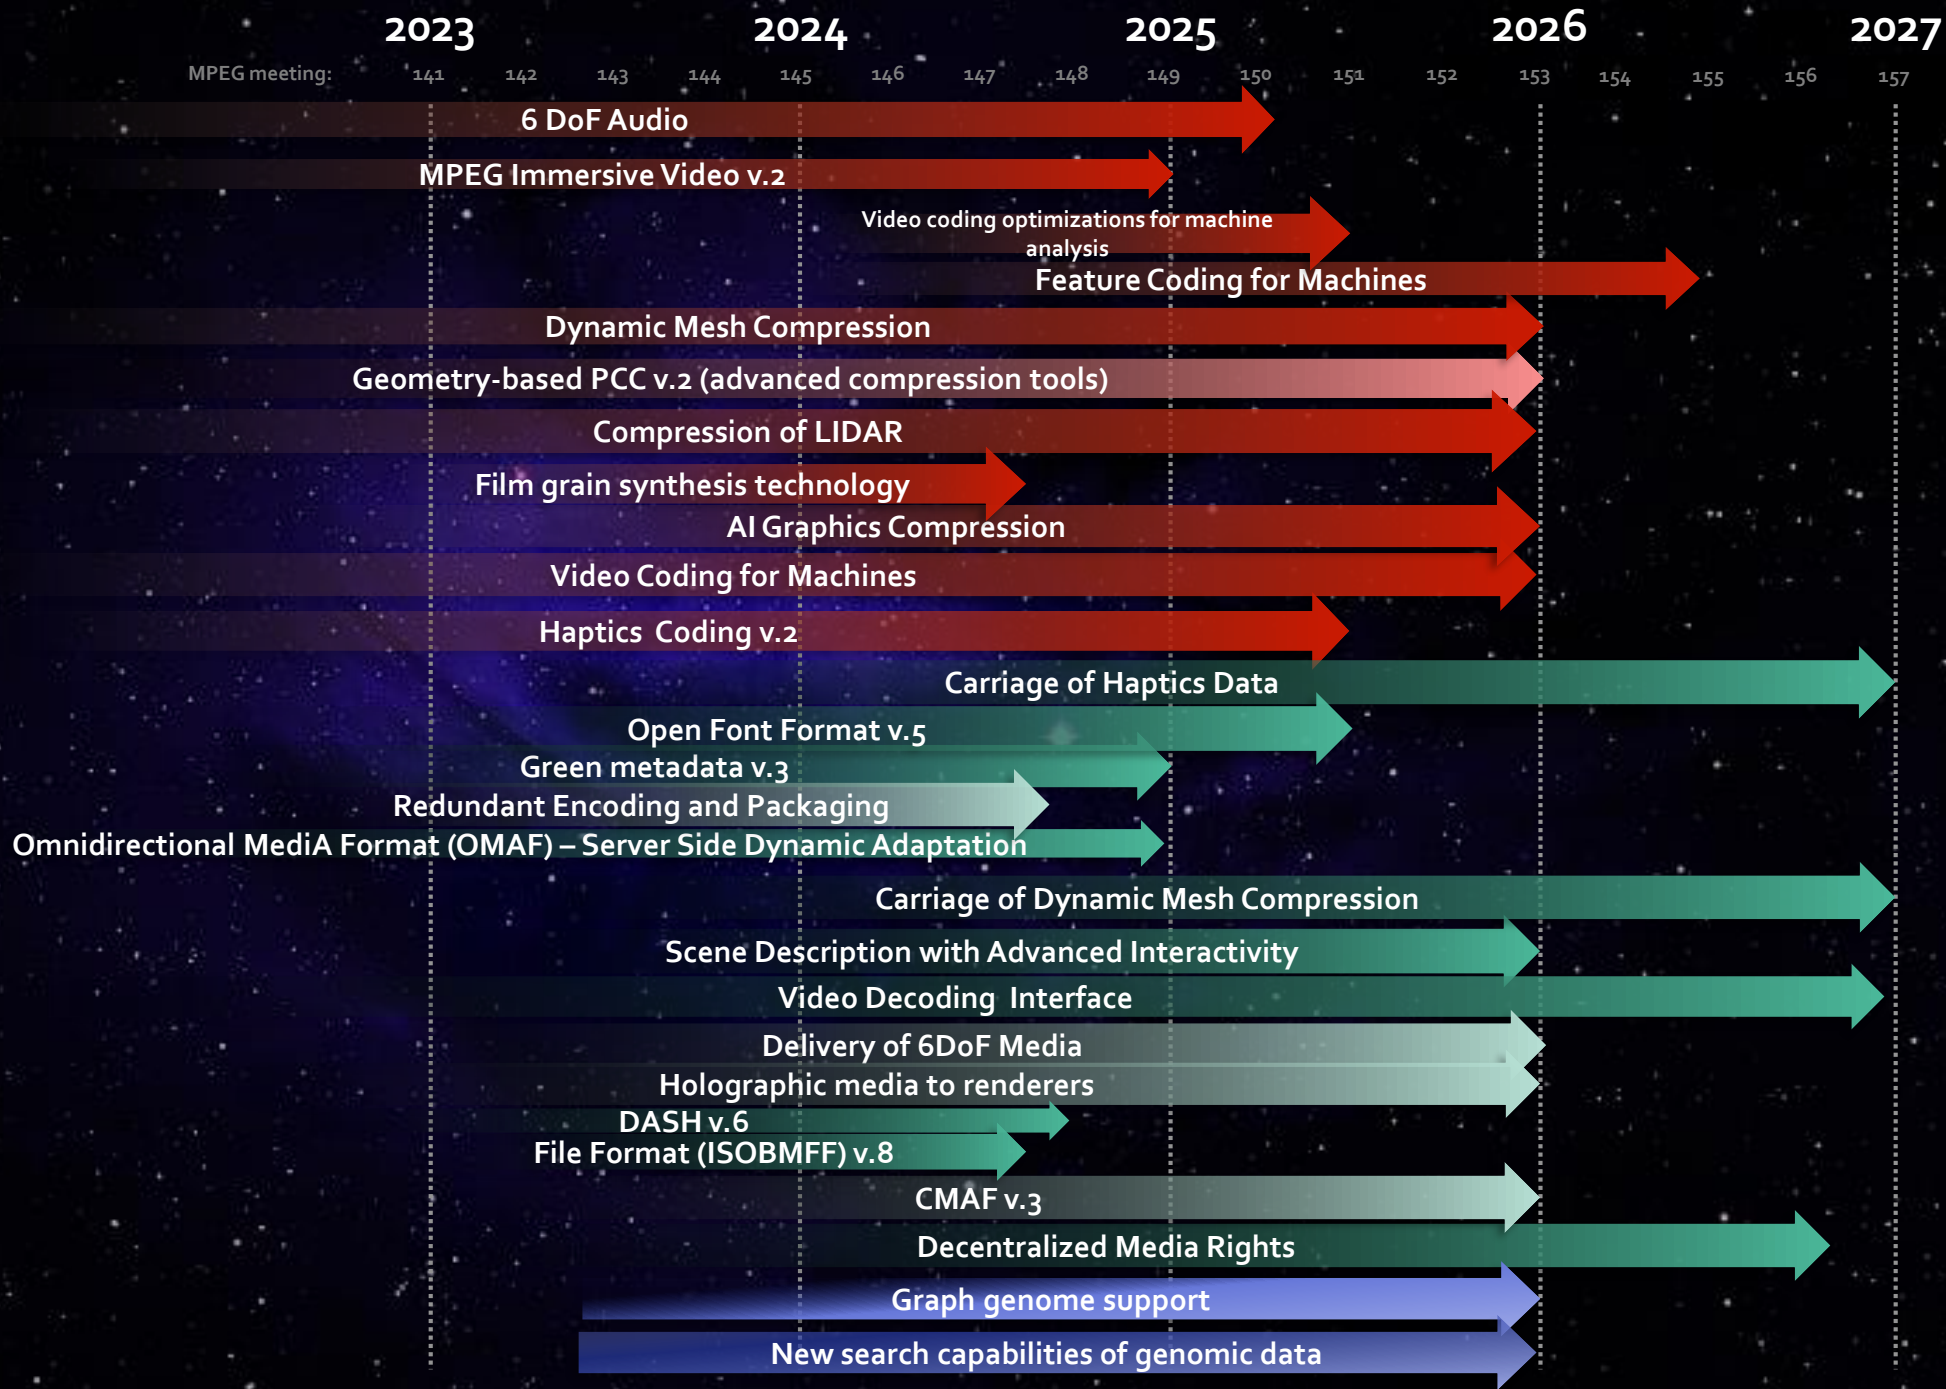 2023 2024 2025 2026 2027
MPEG meeting: 141 142 143 144 145 146 147 148 149 150 151 152 153 154 155 156 157
6 DoF Audio
MPEG Immersive Video v.2
Video coding optimizations for machine
analysis
Feature Coding for Machines
Dynamic Mesh Compression
Geometry-based PCC v.2 (advanced compression tools)
Compression of LIDAR
Film grain synthesis technology
AI Graphics Compression
Video Coding for Machines
Haptics Coding v.2
Carriage of Haptics Data
Open Font Format v.5
Green metadata v.3
Redundant Encoding and Packaging
Omnidirectional MediA Format (OMAF) – Server Side Dynamic Adaptation
Carriage of Dynamic Mesh Compression
Scene Description with Advanced Interactivity
Video Decoding Interface
Delivery of 6DoF Media
Holographic media to renderers
DASH v.6
File Format (ISOBMFF) v.8
CMAF v.3
Decentralized Media Rights
Graph genome support
New search capabilities of genomic data